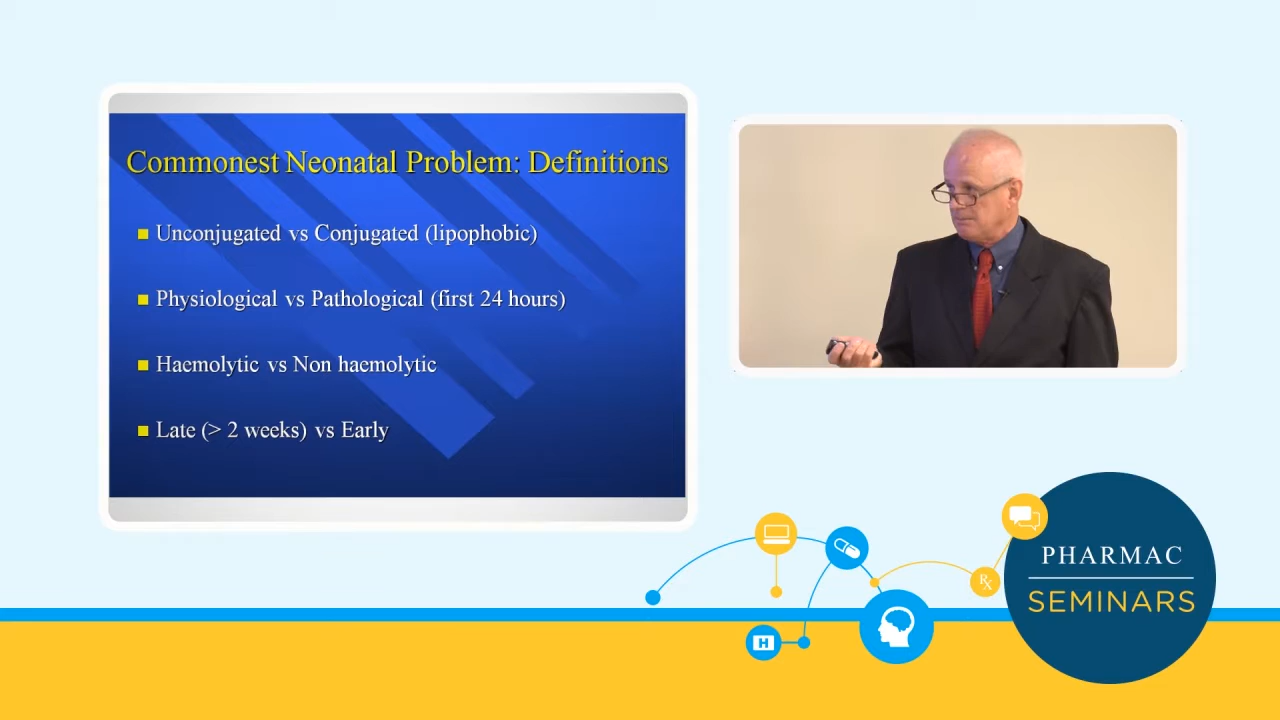 Commonest Neonatal Problem: Definitions
Unconjugated vs Conjugated (lipophobic)
Physiological vs Pathological (first 24 hours)
Haemolytic vs Non haemolytic
Late (> 2 weeks) vs Early
H
Rx
PHARMAC
SEMINARS